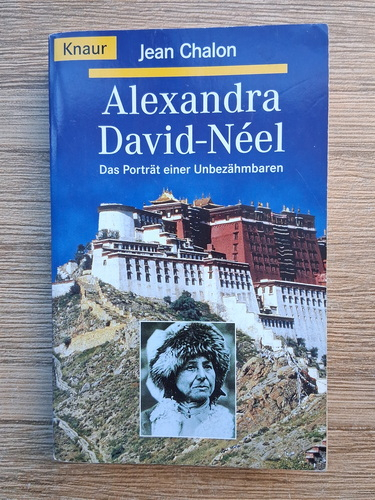 Knaur
Jean Chalon
Alexandra
David-Néel
Das Porträt einer Unbezähmbaren